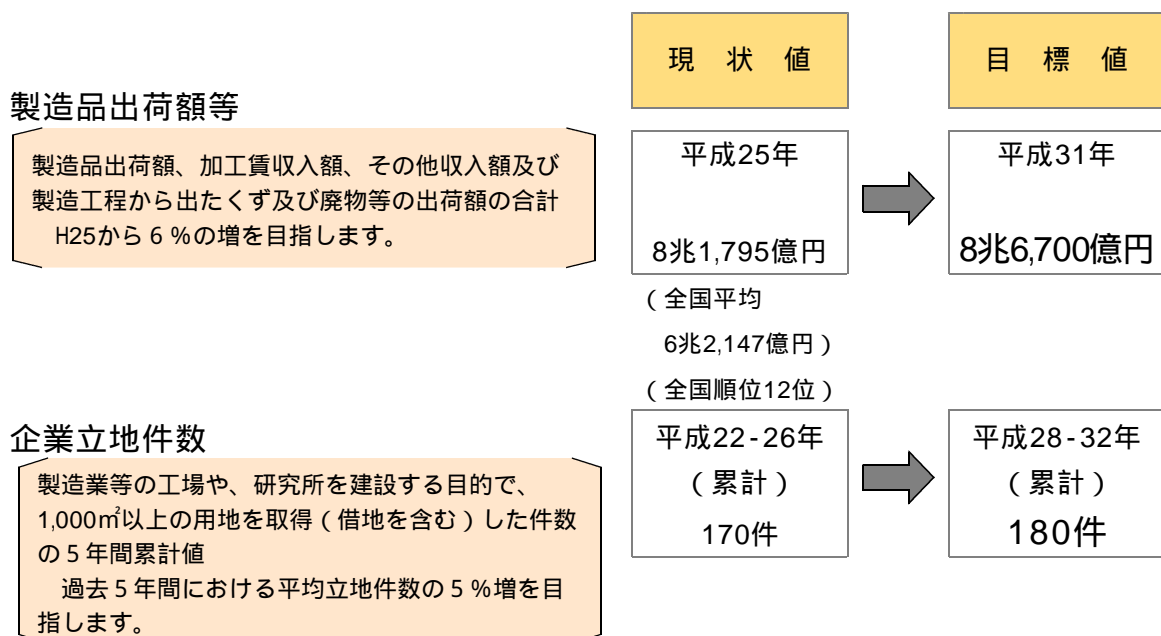 現 状 値
目 標 値
製造品出荷額等
製造品出荷額、加工賃収入額、その他収入額及び
製造工程から出たくず及び廃物等の出荷額の合計
H25から6%の増を目指します。
平成25年
8兆1,795億円
平成31年
8兆6,700億円
(全国平均
6兆2,147億円)
(全国順位12位)
企業立地件数
製造業等の工場や、研究所を建設する目的で、
1,000㎡以上の用地を取得(借地を含む)した件数
の5年間累計値
過去5年間における平均立地件数の5%増を目
指します。
平成22-26年
(累計)
170件
平成28-32年
(累計)
180件